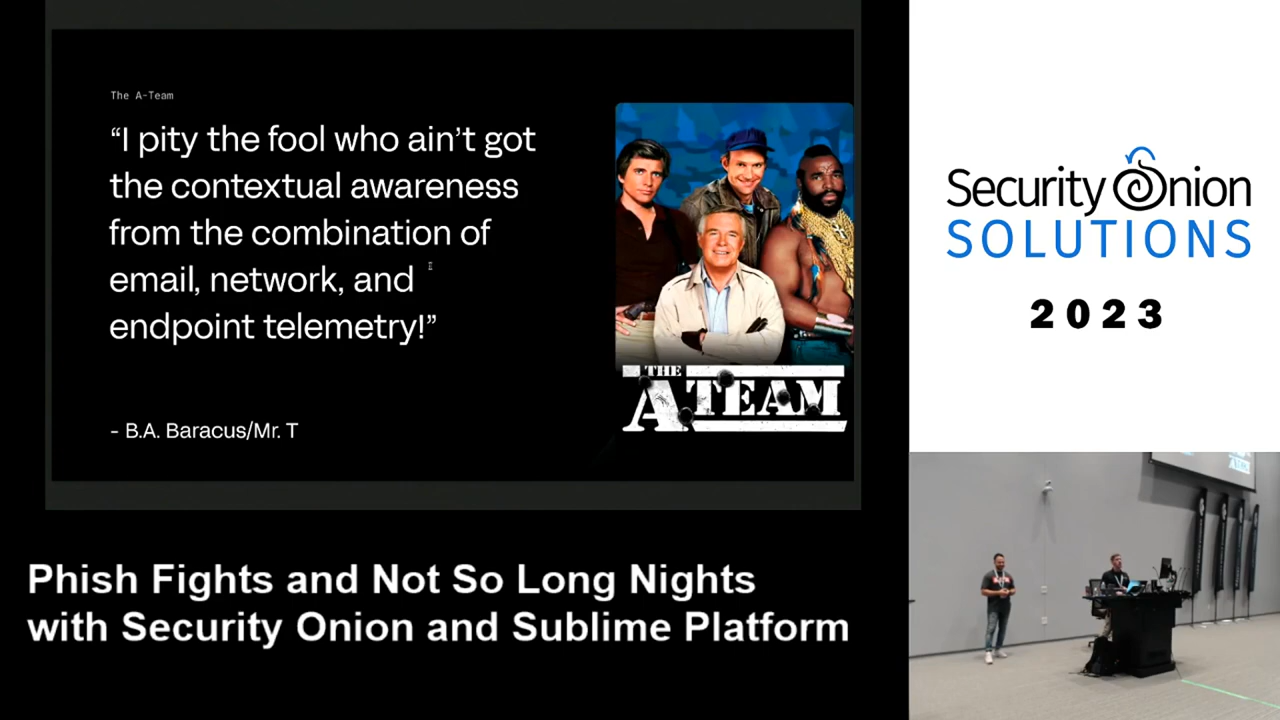 The A-Team
“I pity the fool who ain’t got
the contextual awareness
from the combination of
email, network, and
endpoint telemetry!”
- B.A. Baracus/Mr. T
THE
A TEAM
Security Onion
SOLUTIONS
2023
Phish Fights and Not So Long Nights
with Security Onion and Sublime Platform